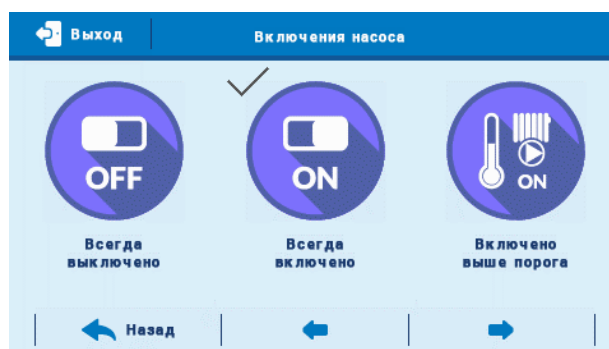 Выход
Включения насоса
OFF
ON
ON
Всегда
выключено
Всегда
включено
Включено
выше порога
Назад